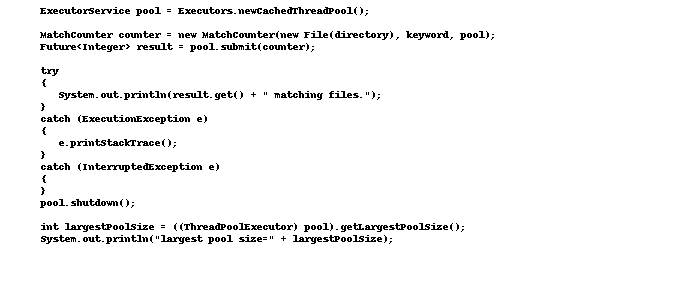 ExecutorService pool = Executors.newCachedThreadPool();
MatchCounter counter = new MatchCounter(new File(directory), keyword, pool);
Future<Integer> result = pool.submit(counter);
try
{
System.out.println(result.get() + " matching files.");
}
catch (ExecutionException e)
{
e.printStackTrace();
}
catch (InterruptedException e)
{
}
pool.shutdown();
int largestPoolSize = ((ThreadPoolExecutor) pool).getLargestPoolSize();
System.out.println("largest pool size=" + largestPoolSize);